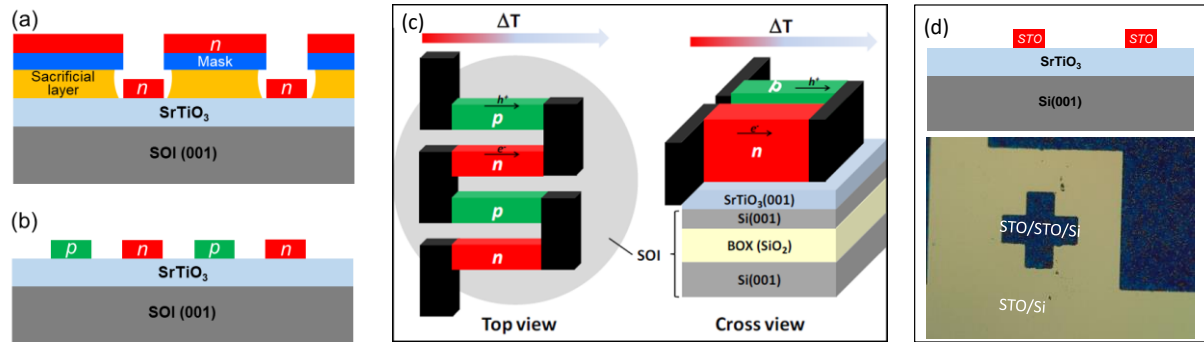 (a)
n
Mask
Sacrificial
layer
n
n
SrTiO₃
SOI (001)
(b)
p
n
p
n
SrTiO₃
SOI (001)
(c)
ΔT
h⁺
p
e⁻
n
p
n
Top view
ΔT
p
h⁺
e⁻
n
SrTiO₃(001)
Si(001)
SOI
BOX (SiO₂)
Si(001)
Cross view
(d)
STO
STO
SrTiO₃
Si(001)
STO/STO/Si
STO/Si